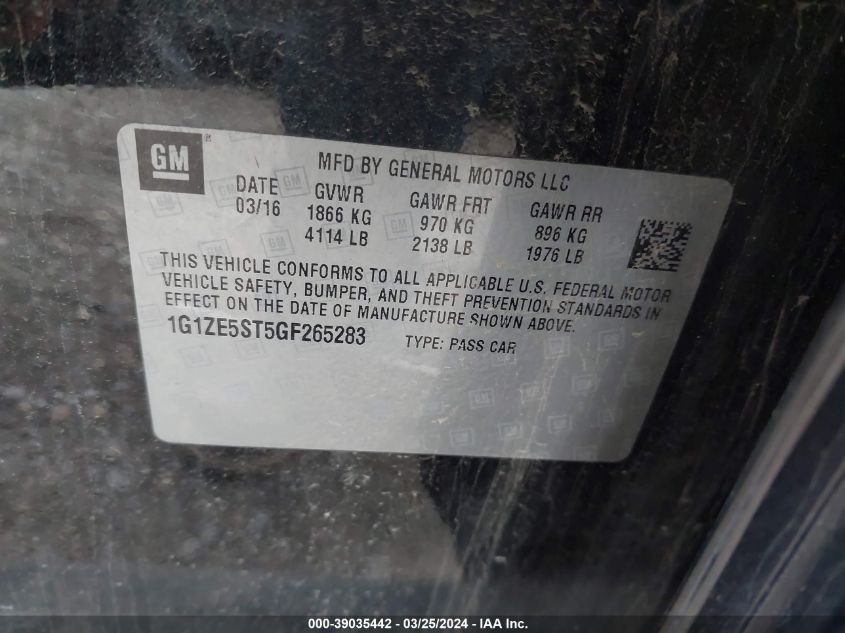 GM
MFD BY GENERAL MOTORS LLC
DATE GVWR GAWR FRT GAWR RR
03/16 1866 KG 970 KG 896 KG
4114 LB 2138 LB 1976 LB
THIS VEHICLE CONFORMS TO ALL APPLICABLE U.S. FEDERAL MOTOR
VEHICLE SAFETY, BUMPER, AND THEFT PREVENTION STANDARDS IN
EFFECT ON THE DATE OF MANUFACTURE SHOWN ABOVE.
1G1ZE5ST5GF265283 TYPE: PASS CAR
000-39035442 - 03/25/2024 - IAA Inc.